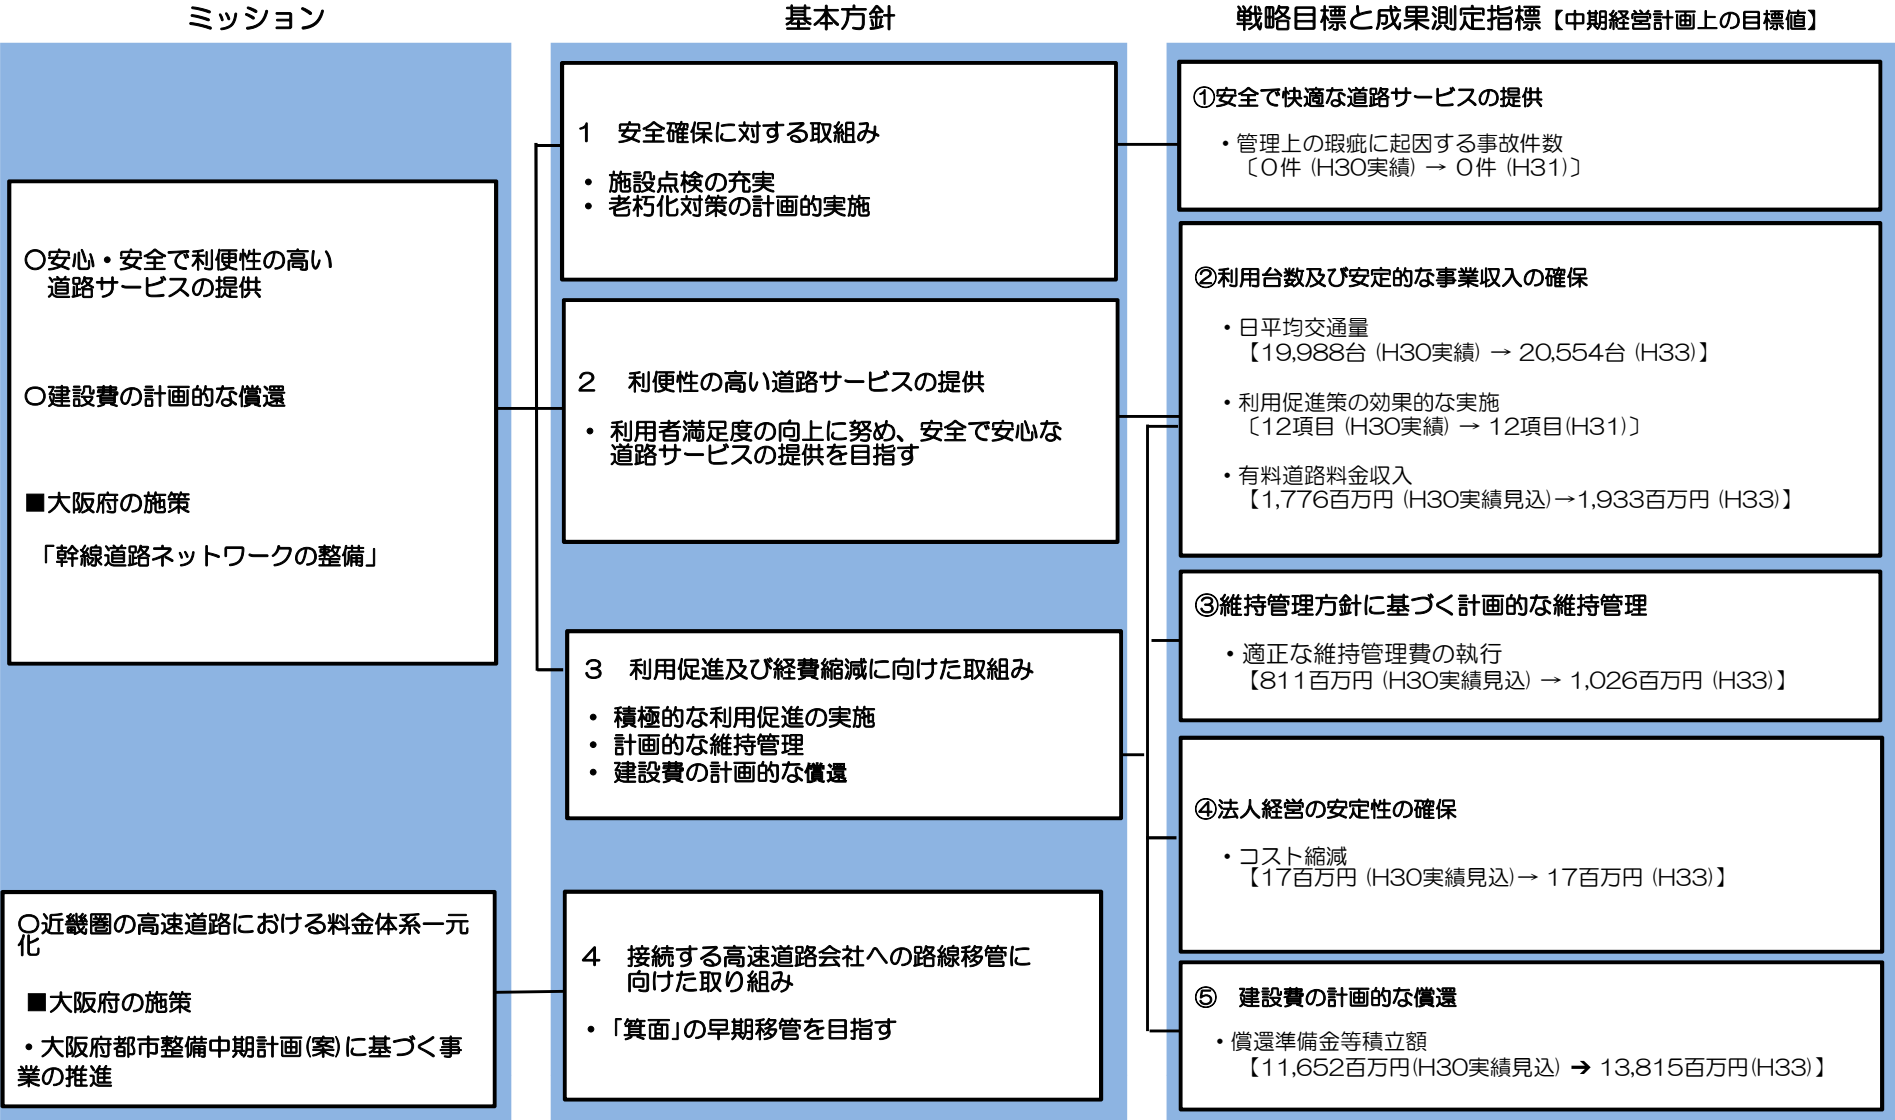 ミッション
基本方針
戦略目標と成果測定指標【中期経営計画上の目標値】
〇安心・安全で利便性の高い
道路サービスの提供
〇建設費の計画的な償還
■大阪府の施策
「幹線道路ネットワークの整備」
〇近畿圏の高速道路における料金体系一元
化
■大阪府の施策
・大阪府都市整備中期計画(案)に基づく事
業の推進
１　安全確保に対する取組み
・ 施設点検の充実
・ 老朽化対策の計画的実施
２　利便性の高い道路サービスの提供
・ 利用者満足度の向上に努め、安全で安心な
道路サービスの提供を目指す
３　利用促進及び経費縮減に向けた取組み
・ 積極的な利用促進の実施
・ 計画的な維持管理
・ 建設費の計画的な償還
４　接続する高速道路会社への路線移管に
向けた取り組み
・「箕面」の早期移管を目指す
①安全で快適な道路サービスの提供
・管理上の瑕疵に起因する事故件数
〔０件 (H30実績) → ０件 (H31)〕
②利用台数及び安定的な事業収入の確保
・日平均交通量
【19,988台 (H30実績) → 20,554台 (H33)】
・利用促進策の効果的な実施
〔12項目 (H30実績) → 12項目(H31)〕
・有料道路料金収入
【1,776百万円 (H30実績見込)→1,933百万円 (H33)】
③維持管理方針に基づく計画的な維持管理
・適正な維持管理費の執行
【811百万円 (H30実績見込) → 1,026百万円 (H33)】
④法人経営の安定性の確保
・コスト縮減
【17百万円 (H30実績見込)→ 17百万円 (H33)】
⑤　建設費の計画的な償還
・償還準備金等積立額
【11,652百万円(H30実績見込) ➔ 13,815百万円(H33)】